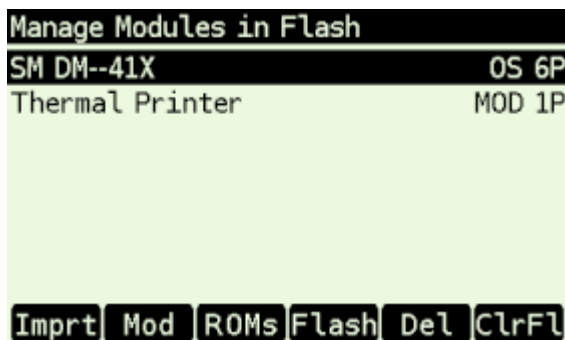 Manage Modules in Flash
SM DM--41X OS 6P
Thermal Printer MOD 1P
Imprt Mod ROMs Flash Del ClrFl